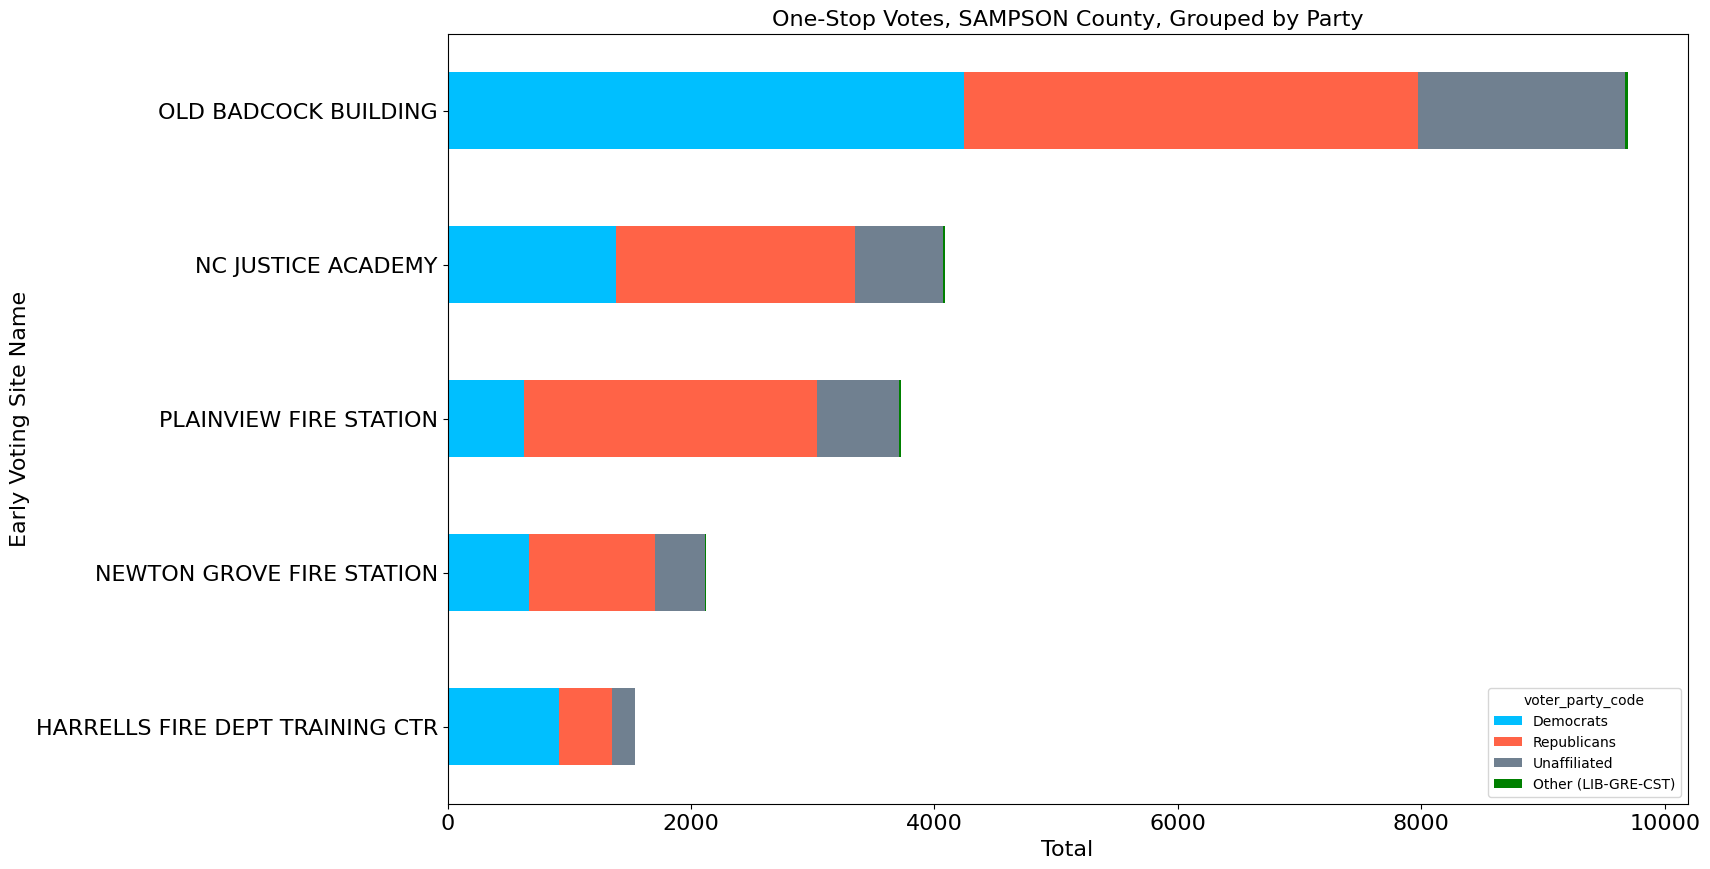 One-Stop Votes, SAMPSON County, Grouped by Party
Early Voting Site Name
OLD BADCOCK BUILDING
NC JUSTICE ACADEMY
PLAINVIEW FIRE STATION
NEWTON GROVE FIRE STATION
HARRELLS FIRE DEPT TRAINING CTR
voter_party_code
Democrats
Republicans
Unaffiliated
Other (LIB-GRE-CST)
0 2000 4000 6000 8000 10000
Total